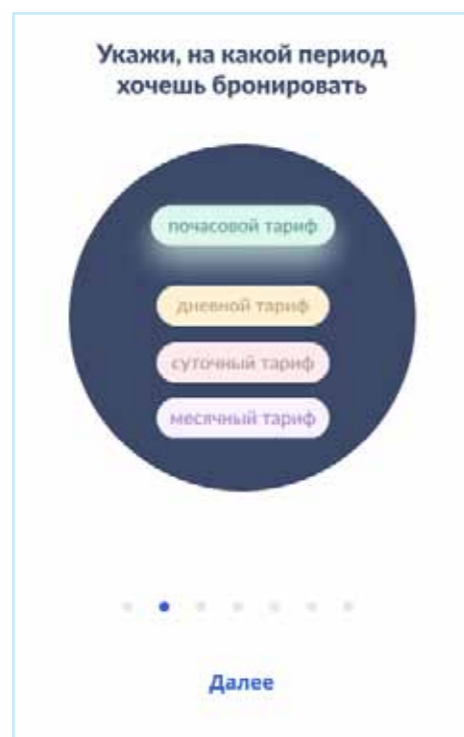 Укажи, на какой период
хочешь бронировать
почасовой тариф
дневной тариф
суточный тариф
месячный тариф
Далее